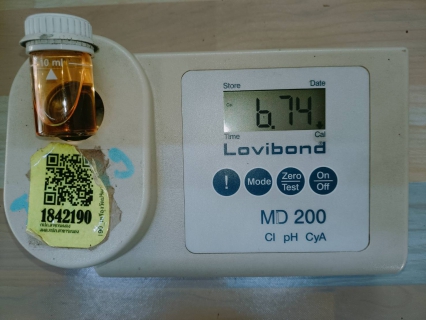 10 ml
Store Date
6.74
Time Cal
Lovibond
! Mode Zero Test On Off
MD 200
Cl pH CyA
1842190